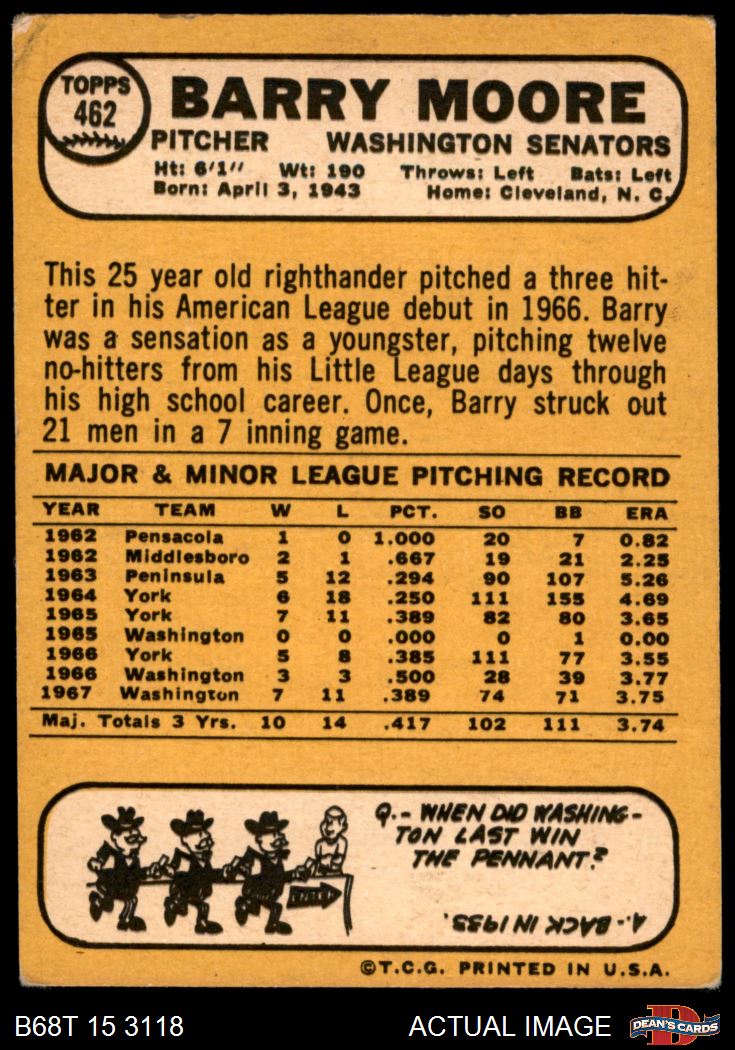 TOPPS
462
BARRY MOORE
PITCHER WASHINGTON SENATORS
Ht: 6'1" Wt: 190 Throws: Left Bats: Left
Born: April 3, 1943 Home: Cleveland, N. C.
This 25 year old righthander pitched a three hit-
ter in his American League debut in 1966. Barry
was a sensation as a youngster, pitching twelve
no-hitters from his Little League days through
his high school career. Once, Barry struck out
21 men in a 7 inning game.
MAJOR & MINOR LEAGUE PITCHING RECORD
YEAR TEAM W L PCT. SO BB ERA
1962 Pensacola 1 0 1.000 20 7 0.82
1962 Middlesboro 2 1 .667 19 21 2.25
1963 Peninsula 5 12 .294 90 107 5.26
1964 York 6 18 .250 111 155 4.69
1965 York 7 11 .389 82 80 3.65
1965 Washington 0 0 .000 0 1 0.00
1966 York 5 8 .385 111 77 3.55
1966 Washington 3 3 .500 28 39 3.77
1967 Washington 7 11 .389 74 71 3.75
Maj. Totals 3 Yrs. 10 14 .417 102 111 3.74
Q.- WHEN DID WASHING-
TON LAST WIN
THE PENNANT?
A.- BACK IN 1933.
©T.C.G. PRINTED IN U.S.A.
B68T 15 3118 ACTUAL IMAGE
DEAN'S CARDS